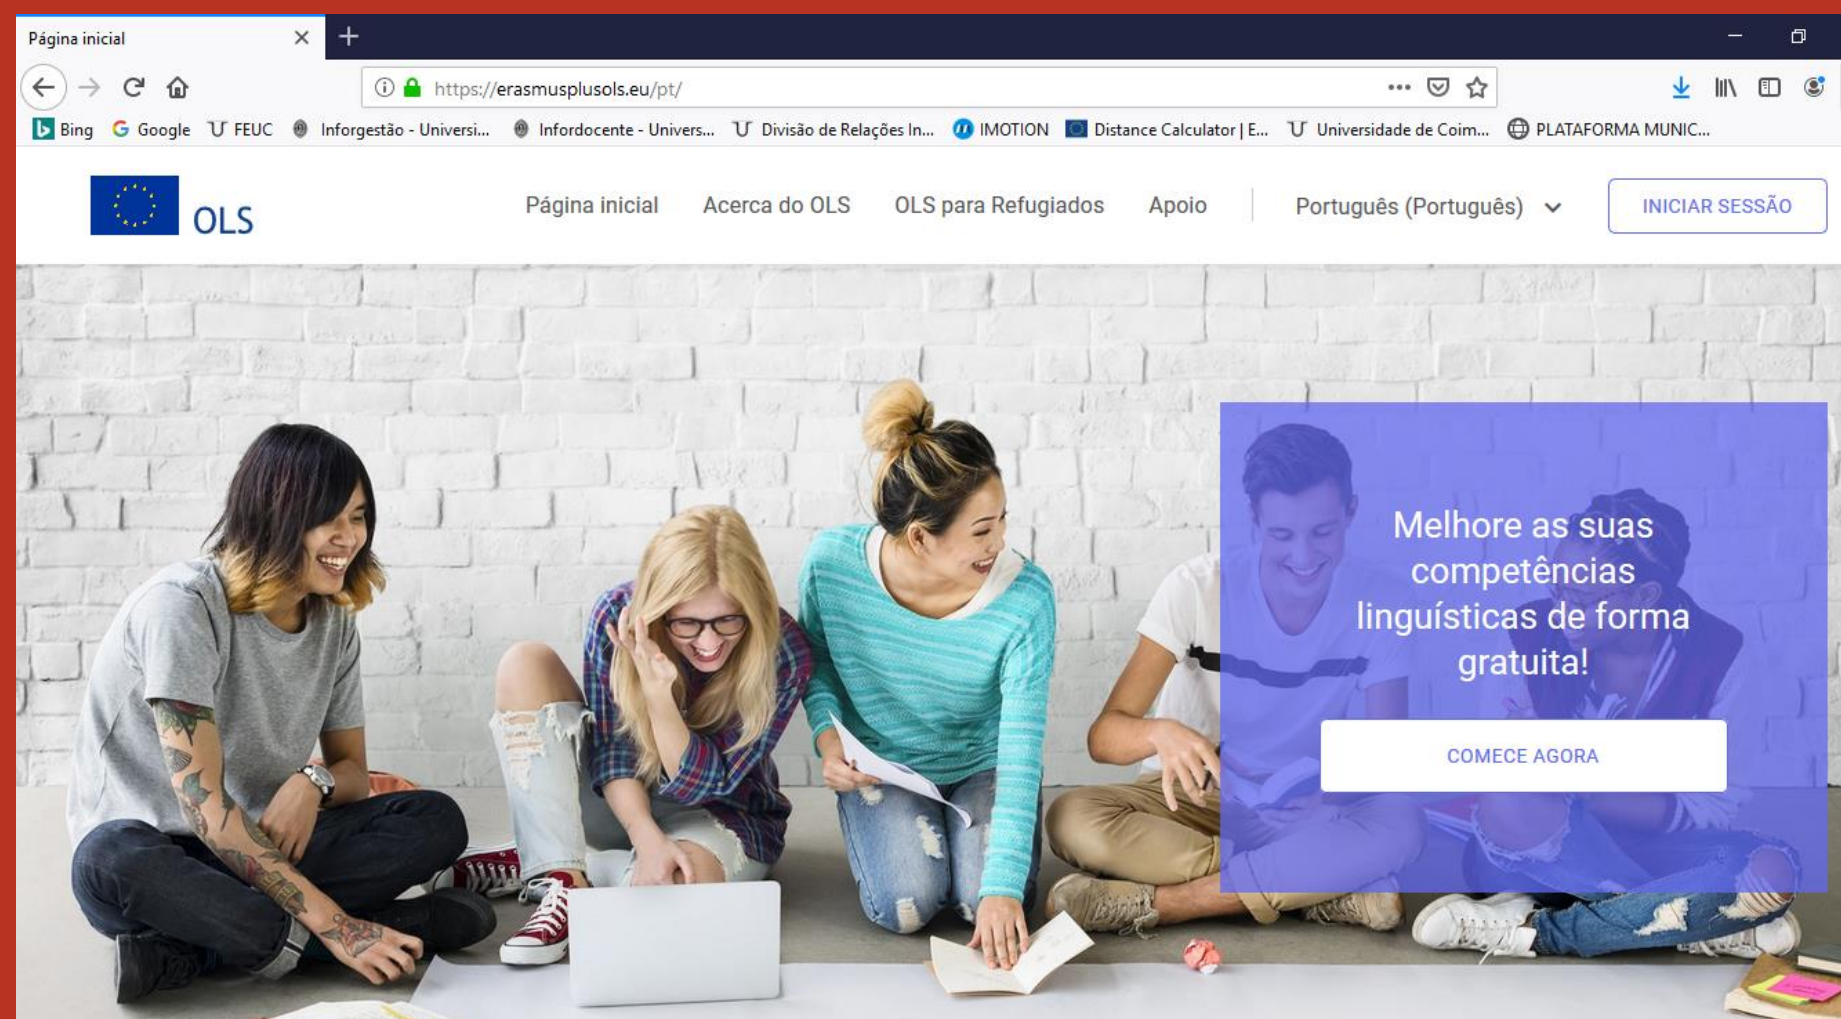 Página inicial
https://erasmusplusols.eu/pt/
Bing Google FEUC Inforgestão - Universi... Infordocente - Univers... Divisão de Relações In... IMOTION Distance Calculator | E... Universidade de Coim... PLATAFORMA MUNIC...
OLS Página inicial Acerca do OLS OLS para Refugiados Apoio Português (Português) INICIAR SESSÃO
Melhore as suas
competências
linguísticas de forma
gratuita!
COMECE AGORA